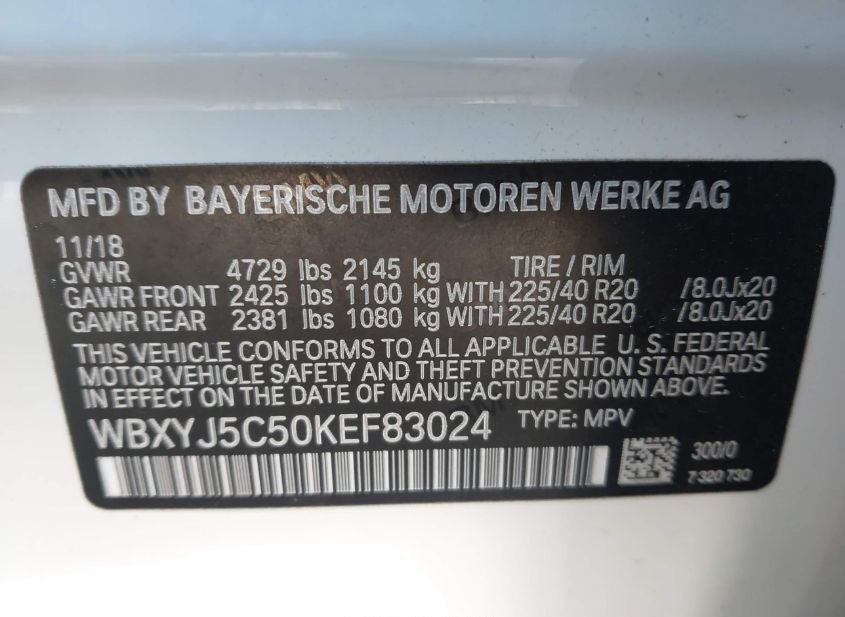 MFD BY BAYERISCHE MOTOREN WERKE AG
11/18
GVWR 4729 lbs 2145 kg TIRE / RIM
GAWR FRONT 2425 lbs 1100 kg WITH 225/40 R20 /8.0Jx20
GAWR REAR 2381 lbs 1080 kg WITH 225/40 R20 /8.0Jx20
THIS VEHICLE CONFORMS TO ALL APPLICABLE U. S. FEDERAL
MOTOR VEHICLE SAFETY AND THEFT PREVENTION STANDARDS
IN EFFECT ON THE DATE OF MANUFACTURE SHOWN ABOVE.
WBXYJ5C50KEF83024 TYPE: MPV
300/0
7 320 730